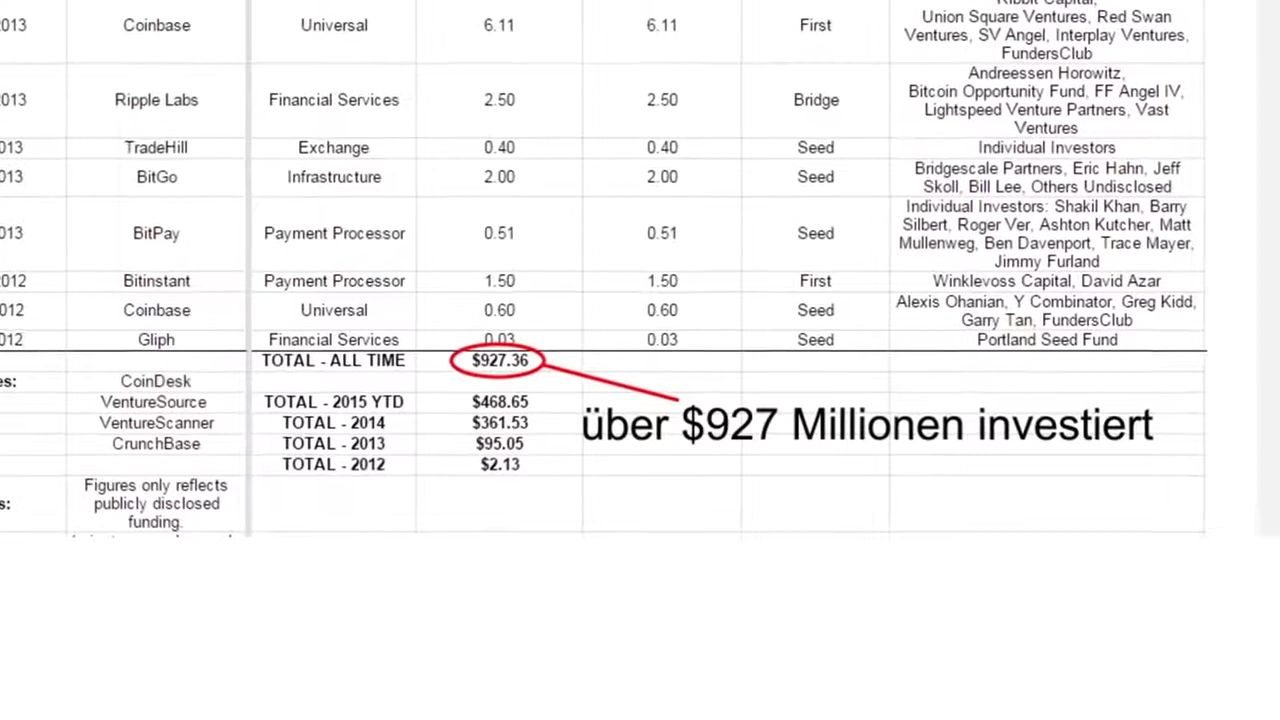 Ribbit Capital,
2013 Coinbase Universal 6.11 6.11 First Union Square Ventures, Red Swan
Ventures, SV Angel, Interplay Ventures,
FundersClub
Andreessen Horowitz,
013 Ripple Labs Financial Services 2.50 2.50 Bridge Bitcoin Opportunity Fund, FF Angel IV,
Lightspeed Venture Partners, Vast
Ventures
013 TradeHill Exchange 0.40 0.40 Seed Individual Investors
013 BitGo Infrastructure 2.00 2.00 Seed Bridgescale Partners, Eric Hahn, Jeff
Skoll, Bill Lee, Others Undisclosed
013 BitPay Payment Processor 0.51 0.51 Seed Individual Investors: Shakil Khan, Barry
Silbert, Roger Ver, Ashton Kutcher, Matt
Mullenweg, Ben Davenport, Trace Mayer,
Jimmy Furland
012 Bitinstant Payment Processor 1.50 1.50 First Winklevoss Capital, David Azar
012 Coinbase Universal 0.60 0.60 Seed Alexis Ohanian, Y Combinator, Greg Kidd,
Garry Tan, FundersClub
012 Gliph Financial Services 0.03 0.03 Seed Portland Seed Fund
TOTAL - ALL TIME $927.36
es: CoinDesk
VentureSource TOTAL - 2015 YTD $468.65
VentureScanner TOTAL - 2014 $361.53
CrunchBase TOTAL - 2013 $95.05
TOTAL - 2012 $2.13
über $927 Millionen investiert
s: Figures only reflects
publicly disclosed
funding.